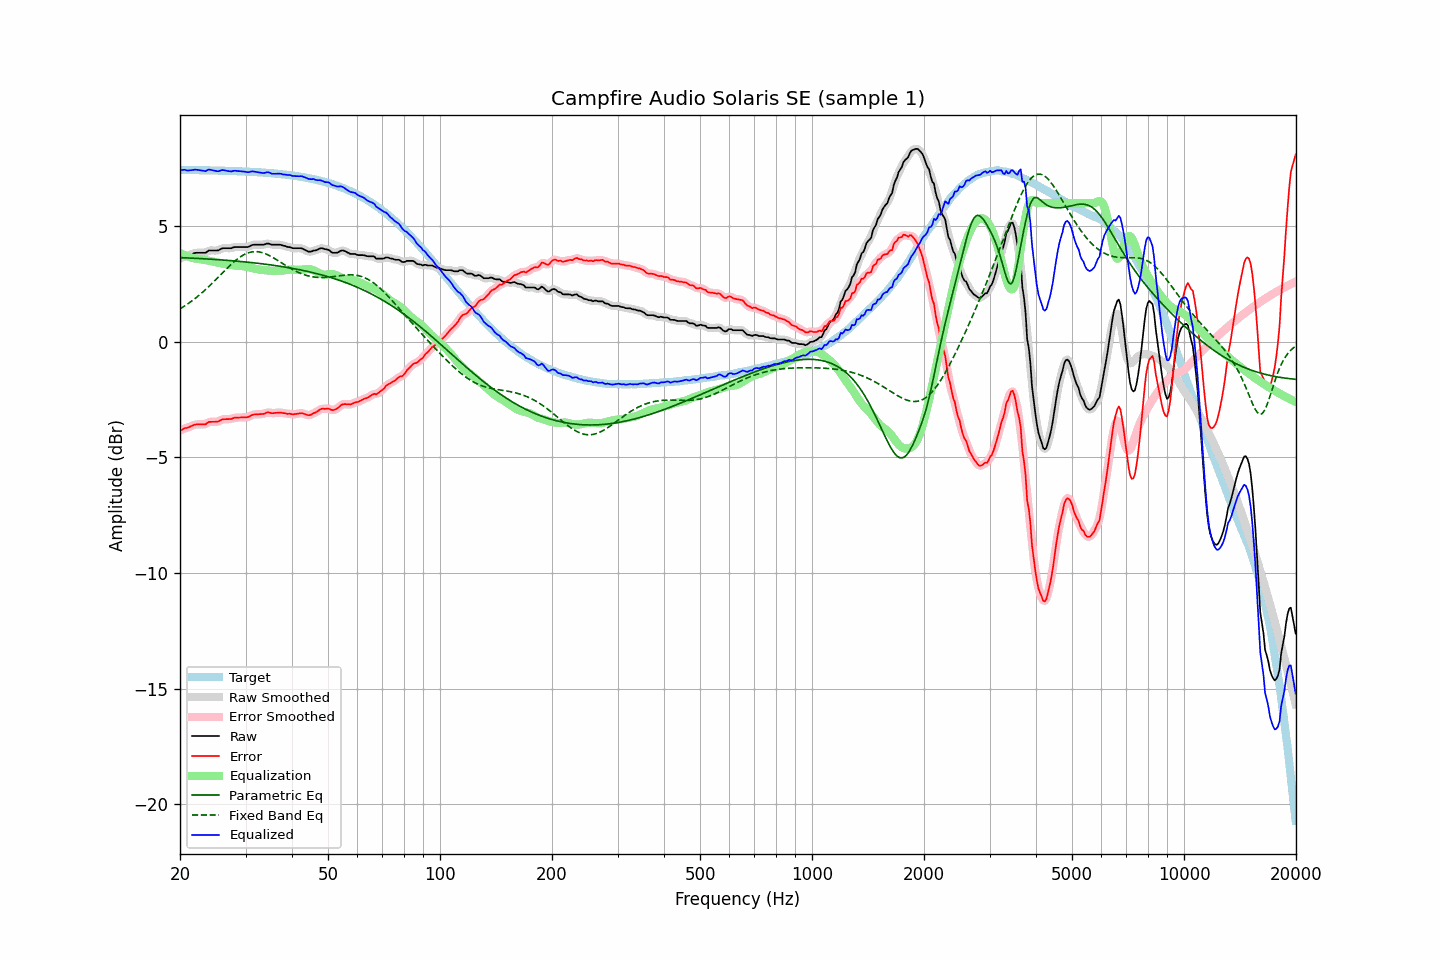 Campfire Audio Solaris SE (sample 1)
Amplitude (dBr)
5
0
−5
−10
−15
−20
Target
Raw Smoothed
Error Smoothed
Raw
Error
Equalization
Parametric Eq
Fixed Band Eq
Equalized
20 50 100 200 500 1000 2000 5000 10000 20000
Frequency (Hz)